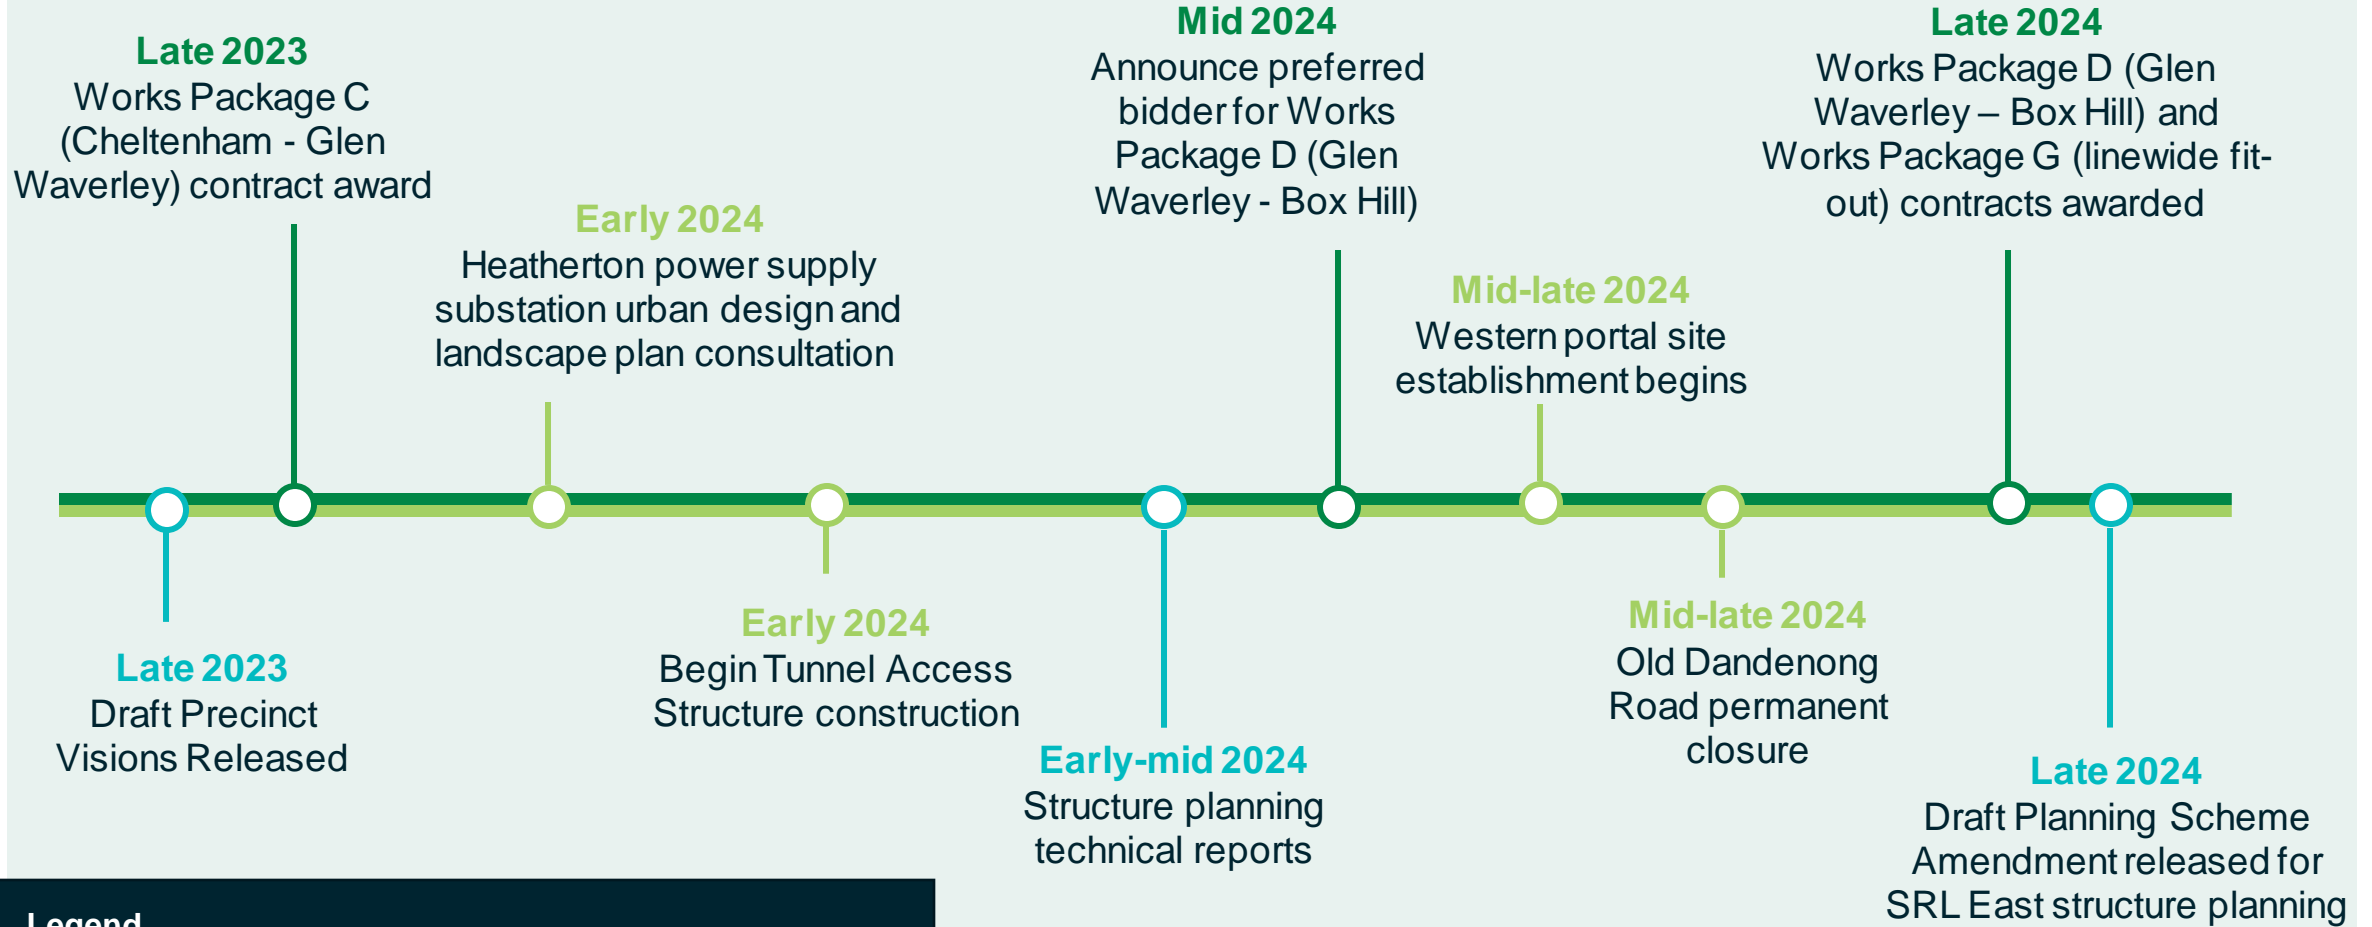 Late 2023
Works Package C
(Cheltenham - Glen
Waverley) contract award
Early 2024
Heatherton power supply
substation urban design and
landscape plan consultation
Mid 2024
Announce preferred
bidder for Works
Package D (Glen
Waverley - Box Hill)
Mid-late 2024
Western portal site
establishment begins
Late 2024
Works Package D (Glen
Waverley – Box Hill) and
Works Package G (linewide fit-
out) contracts awarded
Late 2023
Draft Precinct
Visions Released
Early 2024
Begin Tunnel Access
Structure construction
Early-mid 2024
Structure planning
technical reports
Mid-late 2024
Old Dandenong
Road permanent
closure
Late 2024
Draft Planning Scheme
Amendment released for
SRL East structure planning
Legend